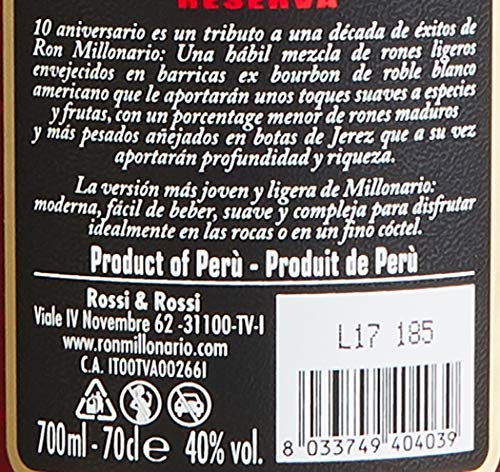 RESERVA
10 aniversario es un tributo a una década de éxitos de
Ron Millonario: Una hábil mezcla de rones ligeros
envejecidos en barricas ex bourbon de roble blanco
americano que le aportarán unos toques suaves a especies
y frutas, con un porcentage menor de rones maduros
y más pesados añejados en botas de Jerez que a su vez
aportarán profundidad y riqueza.
La versión más joven y ligera de Millonario:
moderna, fácil de beber, suave y compleja para disfrutar
idealmente en las rocas o en un fino cóctel.
Product of Perù - Produit de Perù
Rossi & Rossi
Viale IV Novembre 62 -31100-TV-I
www.ronmillonario.com
C.A. IT00TVA00266I
L17 185
700ml - 70cl e 40% vol.
8 033749 404039